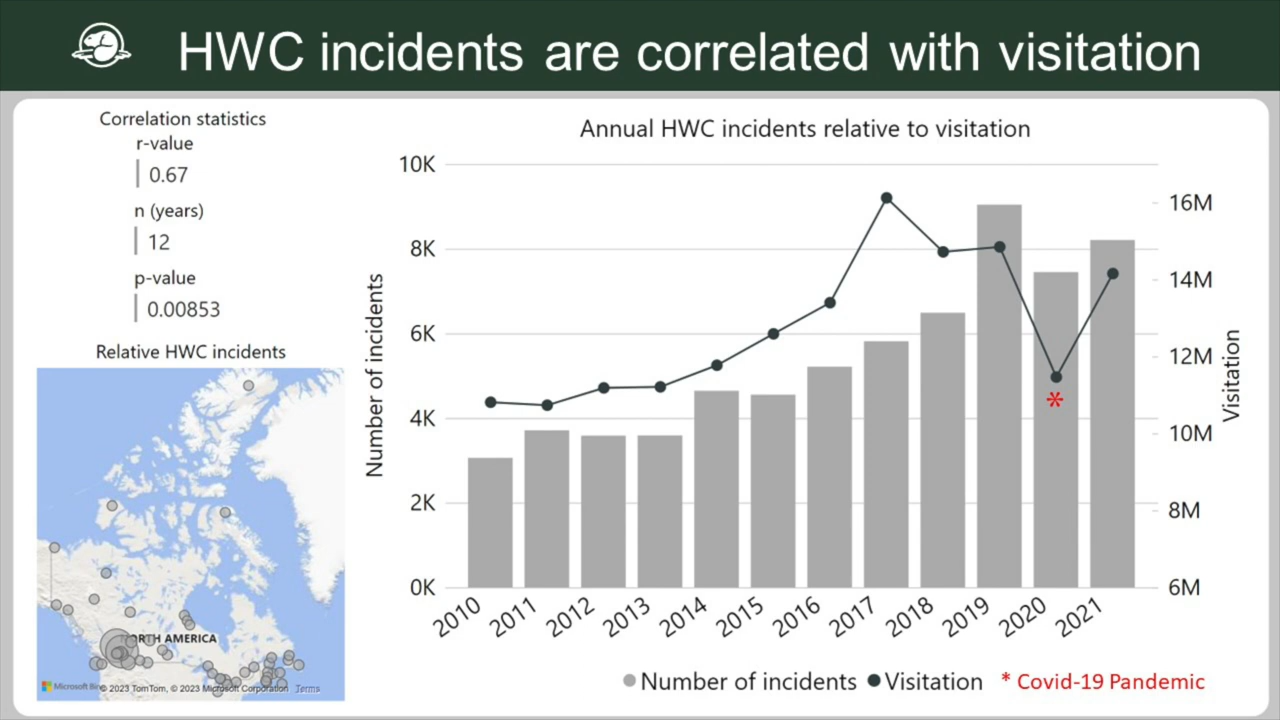 HWC incidents are correlated with visitation
Correlation statistics
r-value
0.67
n (years)
12
p-value
0.00853
Relative HWC incidents
NORTH AMERICA
Microsoft Bing
© 2023 TomTom, © 2023 Microsoft Corporation Terms
Annual HWC incidents relative to visitation
10K
8K
6K
4K
2K
0K
Number of incidents
16M
14M
12M
10M
8M
6M
Visitation
2010 2011 2012 2013 2014 2015 2016 2017 2018 2019 2020 2021
*
Number of incidents Visitation * Covid-19 Pandemic